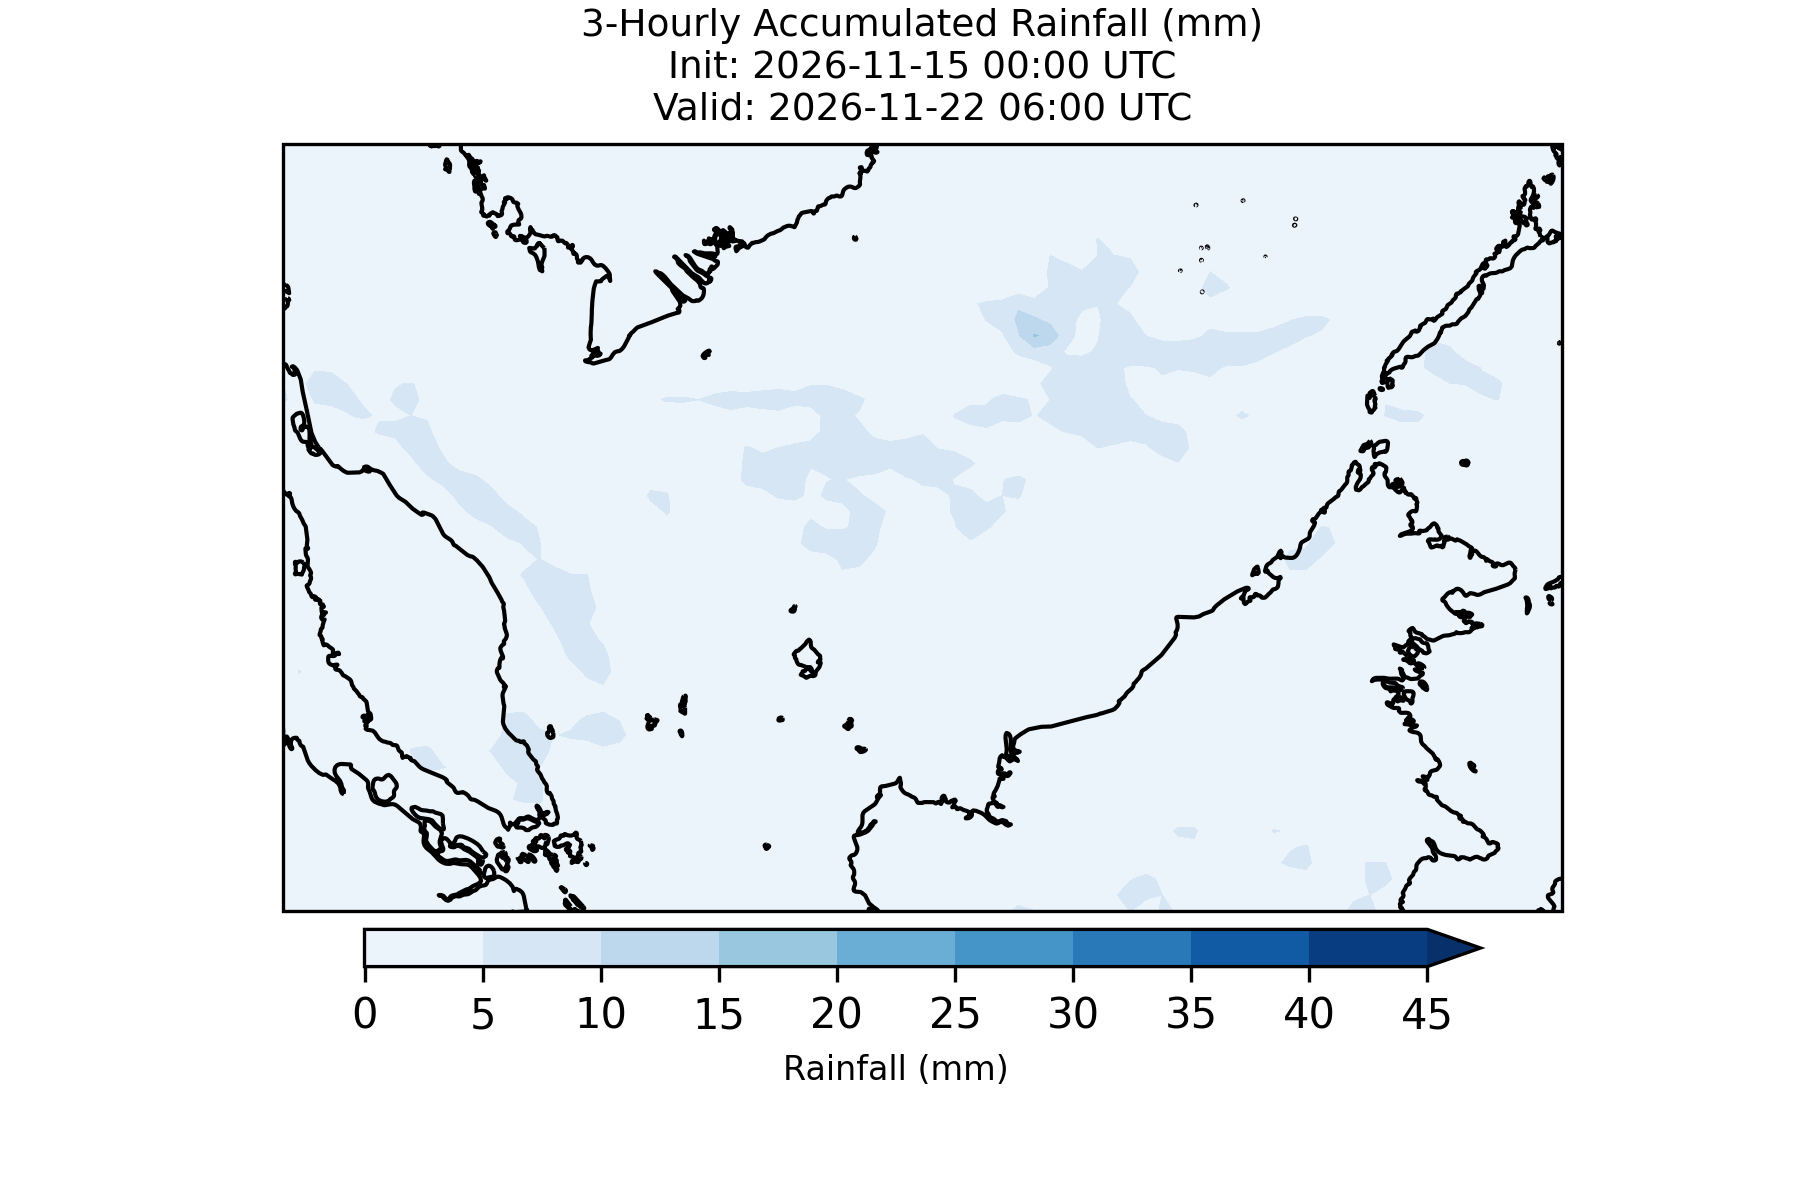 3-Hourly Accumulated Rainfall (mm)
Init: 2026-11-15 00:00 UTC
Valid: 2026-11-22 06:00 UTC
0 5 10 15 20 25 30 35 40 45
Rainfall (mm)